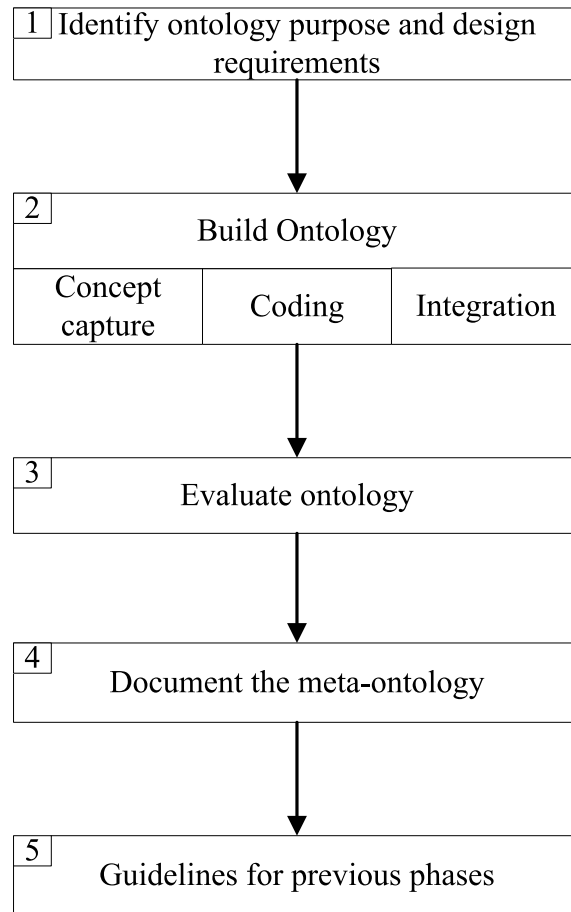 1 Identify ontology purpose and design
requirements
2
Build Ontology
Concept
capture
Coding
Integration
3
Evaluate ontology
4
Document the meta-ontology
5
Guidelines for previous phases